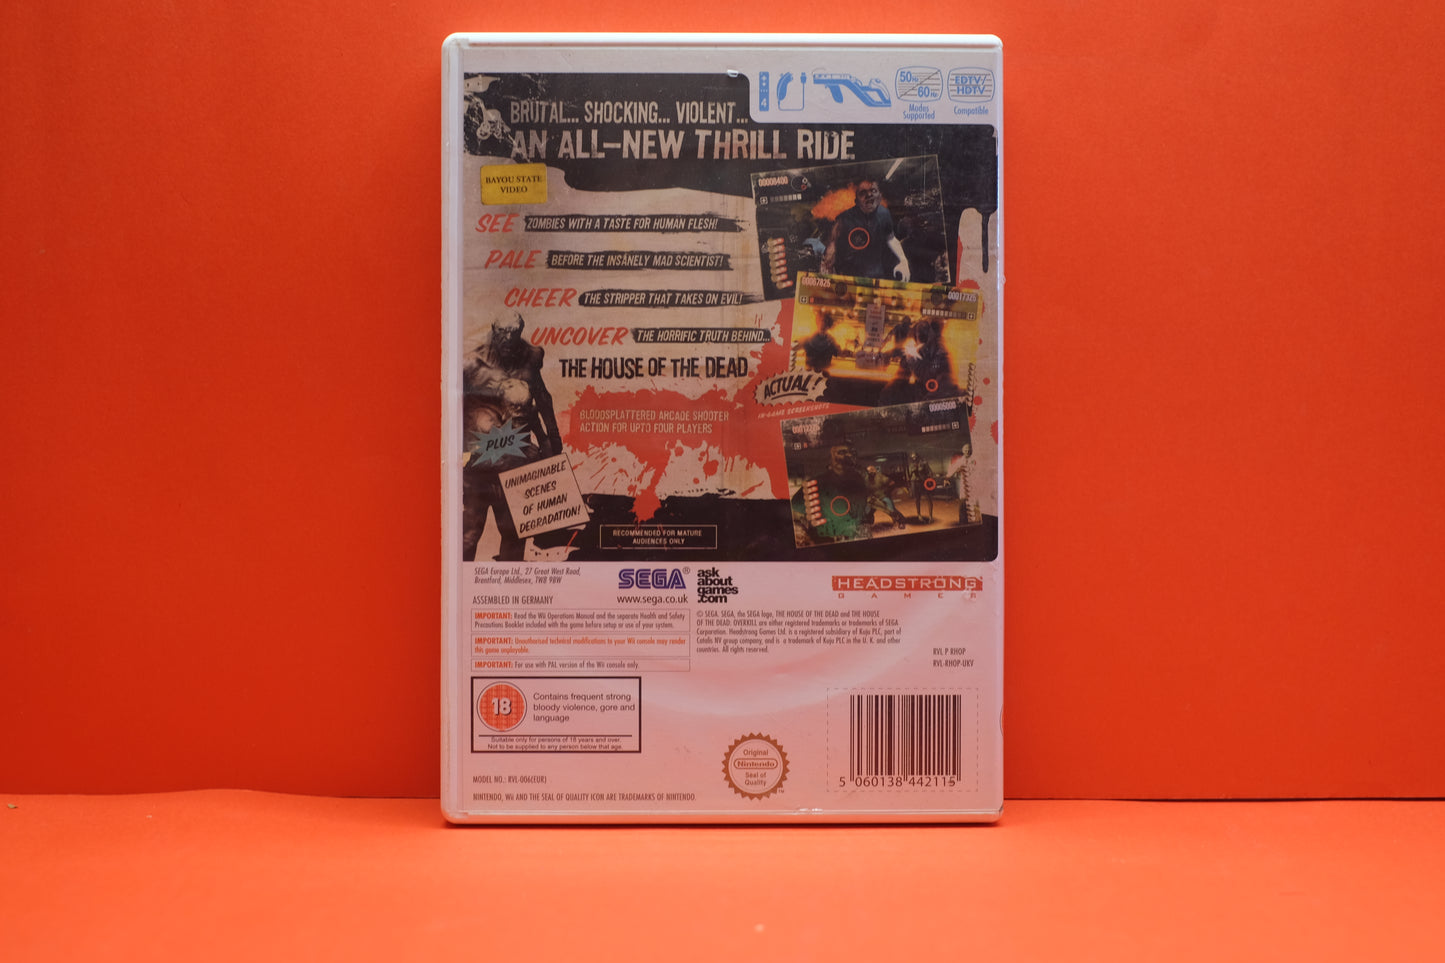 4
50Hz
60Hz
Modes
Supported
EDTV/
HDTV
Compatible
BRUTAL... SHOCKING... VIOLENT...
AN ALL-NEW THRILL RIDE
BAYOU STATE
VIDEO
SEE ZOMBIES WITH A TASTE FOR HUMAN FLESH!
PALE BEFORE THE INSANELY MAD SCIENTIST!
CHEER THE STRIPPER THAT TAKES ON EVIL!
UNCOVER THE HORRIFIC TRUTH BEHIND...
THE HOUSE OF THE DEAD
00008400
00007825
00017325
ACTUAL!
IN-GAME SCREENSHOTS
00005000
BLOODSPLATTERED ARCADE SHOOTER
ACTION FOR UPTO FOUR PLAYERS
PLUS
UNIMAGINABLE
SCENES
OF HUMAN
DEGRADATION!
RECOMMENDED FOR MATURE
AUDIENCES ONLY
SEGA Europe Ltd., 27 Great West Road,
Brentford, Middlesex, TW8 9BW
ASSEMBLED IN GERMANY
SEGA®
www.sega.co.uk
ask
about
games
.com
HEADSTRONG
GAMES
IMPORTANT: Read the Wii Operations Manual and the separate Health and Safety
Precautions Booklet included with the game before setup or use of your system.
IMPORTANT: Unauthorised technical modifications to your Wii console may render
this game unplayable.
IMPORTANT: For use with PAL version of the Wii console only.
© SEGA. SEGA, the SEGA logo, THE HOUSE OF THE DEAD and THE HOUSE
OF THE DEAD: OVERKILL are either registered trademarks or trademarks of SEGA
Corporation. Headstrong Games Ltd. is a registered subsidiary of Kuju PLC, part of
Catalis NV group company, and is a trademark of Kuju PLC in the U. K. and other
countries. All rights reserved.
RVL P RHOP
RVL-RHOP-UKV
18
Contains frequent strong
bloody violence, gore and
language
Suitable only for persons of 18 years and over.
Not to be supplied to any person below that age.
MODEL NO.: RVL-006(EUR)
NINTENDO, Wii AND THE SEAL OF QUALITY ICON ARE TRADEMARKS OF NINTENDO.
Original
Nintendo
Seal of
Quality
TM
5 060138 442115